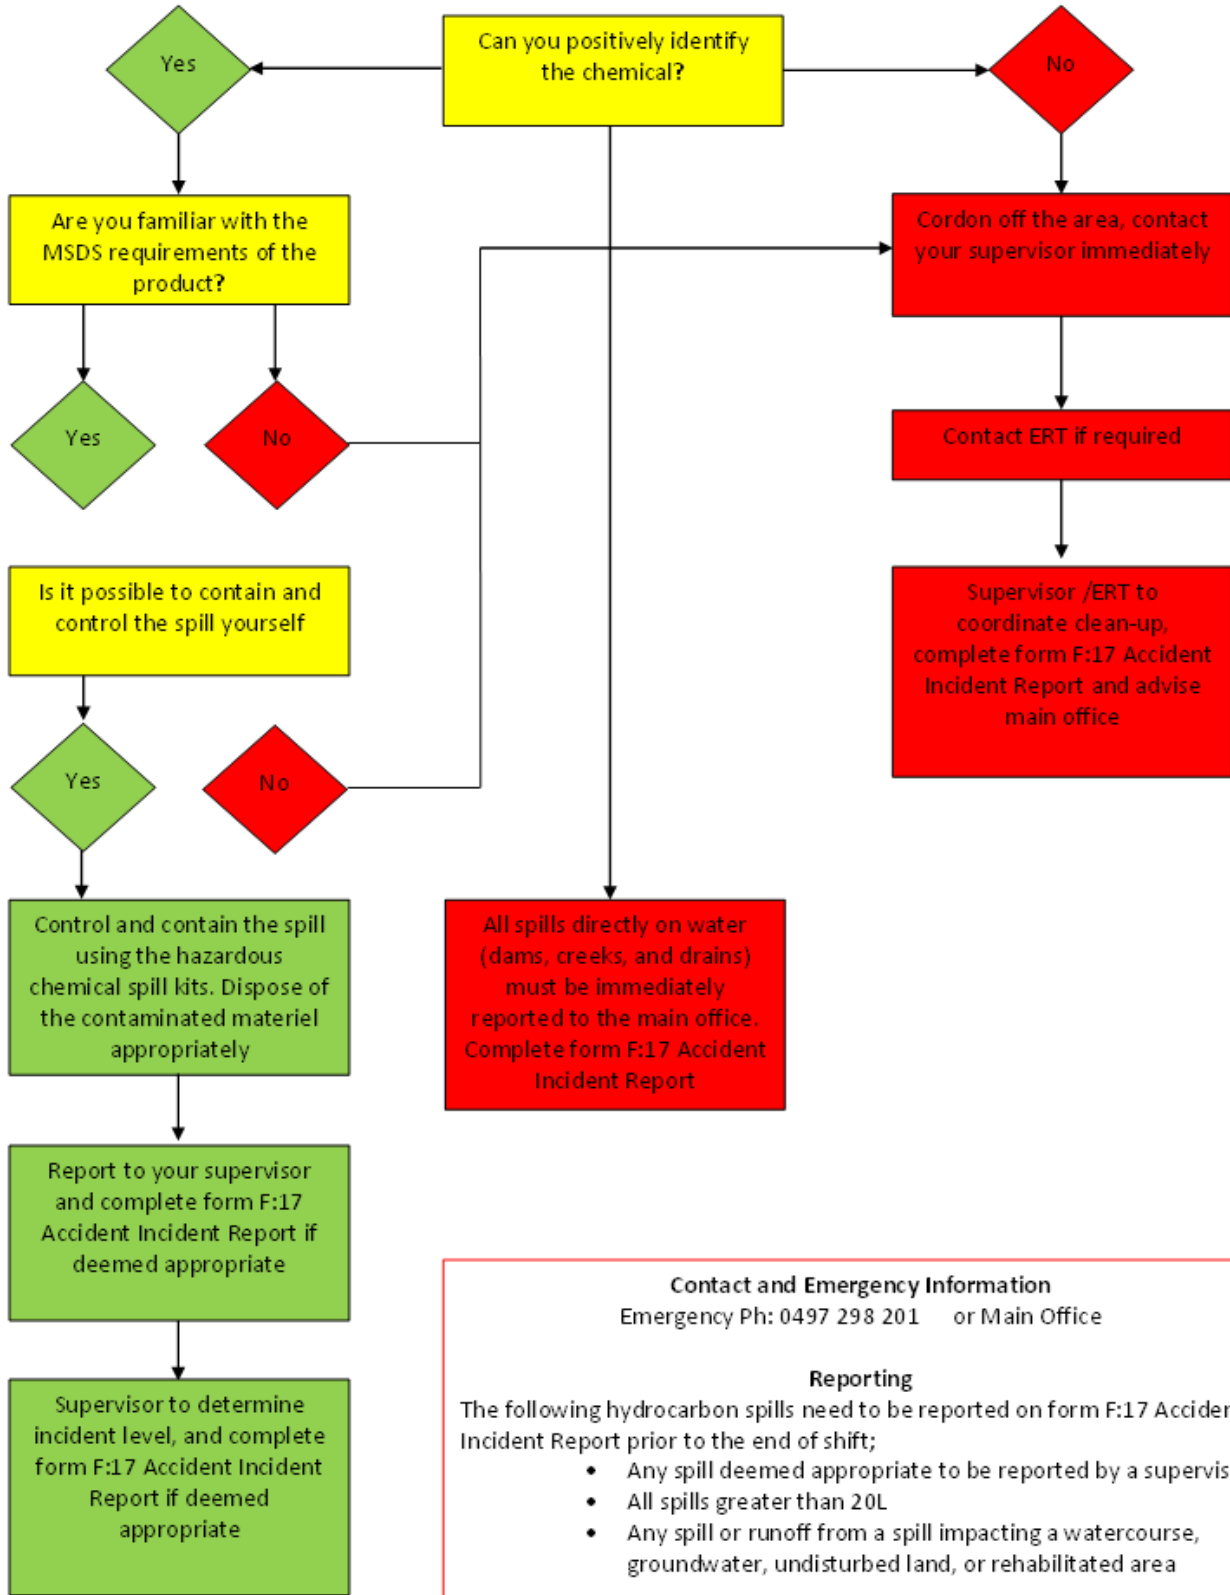 Can you positively identify
the chemical?
Yes
No
Are you familiar with the
MSDS requirements of the
product?
Cordon off the area, contact
your supervisor immediately
Yes
No
Contact ERT if required
Is it possible to contain and
control the spill yourself
Supervisor /ERT to
coordinate clean-up,
complete form F:17 Accident
Incident Report and advise
main office
Yes
No
Control and contain the spill
using the hazardous
chemical spill kits. Dispose of
the contaminated materiel
appropriately
All spills directly on water
(dams, creeks, and drains)
must be immediately
reported to the main office.
Complete form F:17 Accident
Incident Report
Report to your supervisor
and complete form F:17
Accident Incident Report if
deemed appropriate
Supervisor to determine
incident level, and complete
form F:17 Accident Incident
Report if deemed
appropriate
Contact and Emergency Information
Emergency Ph: 0497 298 201 or Main Office
Reporting
The following hydrocarbon spills need to be reported on form F:17 Acciden
Incident Report prior to the end of shift;
• Any spill deemed appropriate to be reported by a supervis
• All spills greater than 20L
• Any spill or runoff from a spill impacting a watercourse,
groundwater, undisturbed land, or rehabilitated area